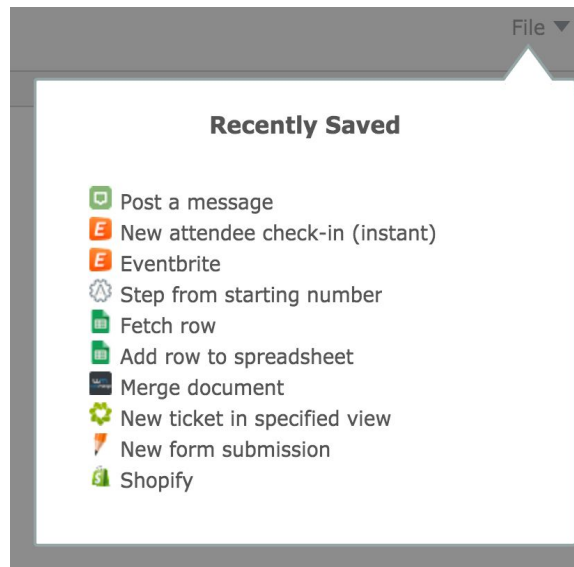 File
Recently Saved
Post a message
New attendee check-in (instant)
Eventbrite
Step from starting number
Fetch row
Add row to spreadsheet
Merge document
New ticket in specified view
New form submission
Shopify